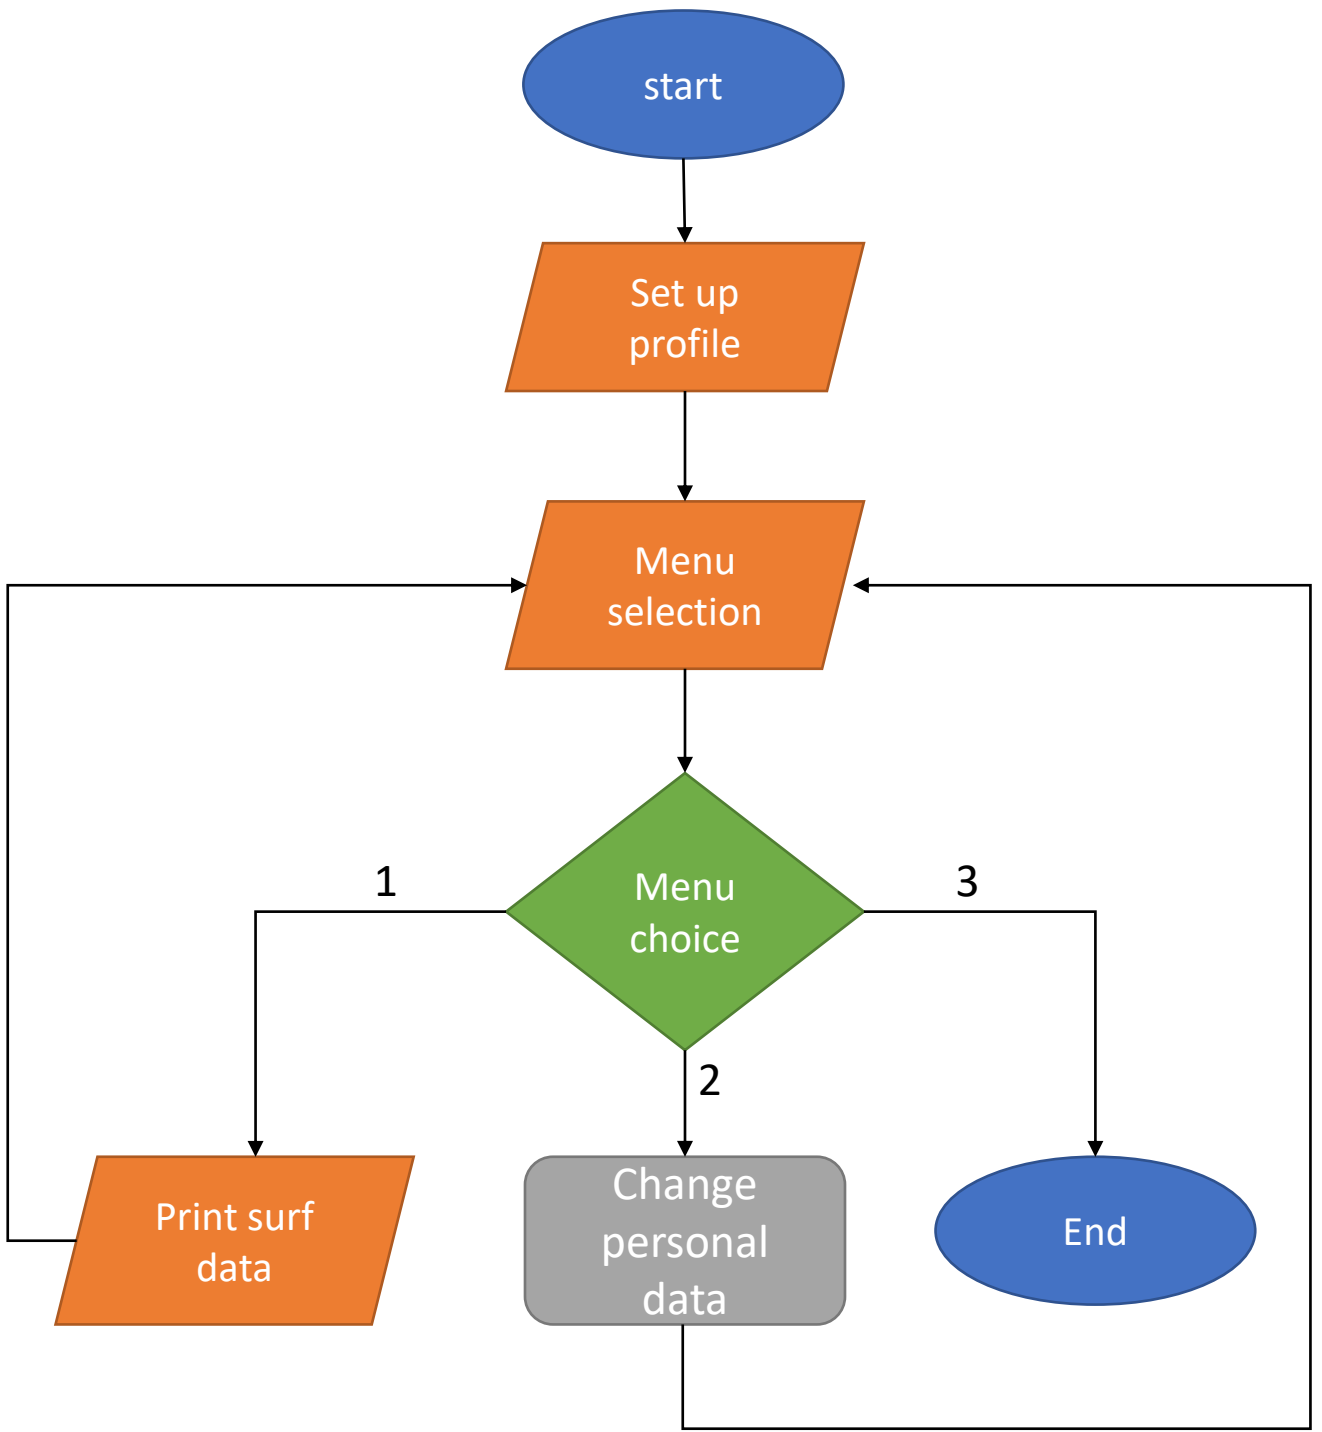 start
Set up
profile
Menu
selection
1
3
Menu
choice
2
Print surf
data
Change
personal
data
End